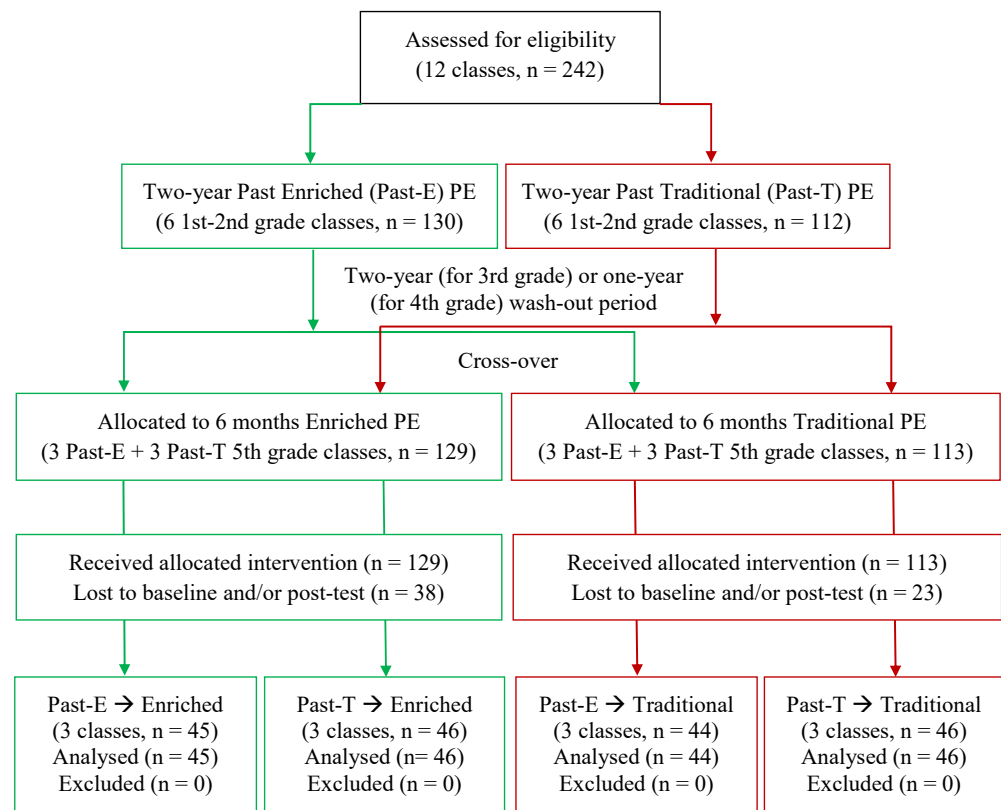 Assessed for eligibility
(12 classes, n = 242)
Two-year Past Enriched (Past-E) PE
(6 1st-2nd grade classes, n = 130)
Two-year Past Traditional (Past-T) PE
(6 1st-2nd grade classes, n = 112)
Two-year (for 3rd grade) or one-year
(for 4th grade) wash-out period
Cross-over
Allocated to 6 months Enriched PE
(3 Past-E + 3 Past-T 5th grade classes, n = 129)
Allocated to 6 months Traditional PE
(3 Past-E + 3 Past-T 5th grade classes, n = 113)
Received allocated intervention (n = 129)
Lost to baseline and/or post-test (n = 38)
Received allocated intervention (n = 113)
Lost to baseline and/or post-test (n = 23)
Past-E → Enriched
(3 classes, n = 45)
Analysed (n = 45)
Excluded (n = 0)
Past-T → Enriched
(3 classes, n = 46)
Analysed (n= 46)
Excluded (n = 0)
Past-E → Traditional
(3 classes, n = 44)
Analysed (n = 44)
Excluded (n = 0)
Past-T → Traditional
(3 classes, n = 46)
Analysed (n = 46)
Excluded (n = 0)